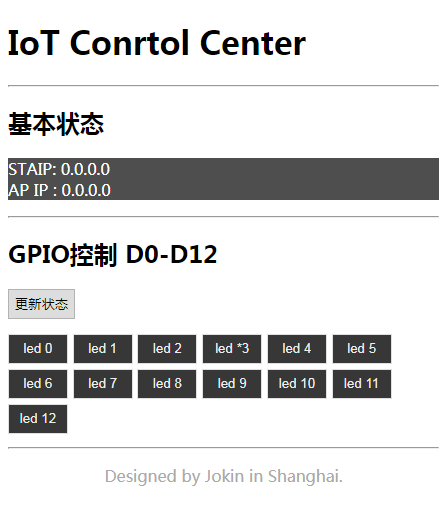 IoT Conrtol Center
基本状态
STAIP: 0.0.0.0
AP IP : 0.0.0.0
GPIO控制 D0-D12
更新状态
led 0 led 1 led 2 led *3 led 4 led 5
led 6 led 7 led 8 led 9 led 10 led 11
led 12
Designed by Jokin in Shanghai.